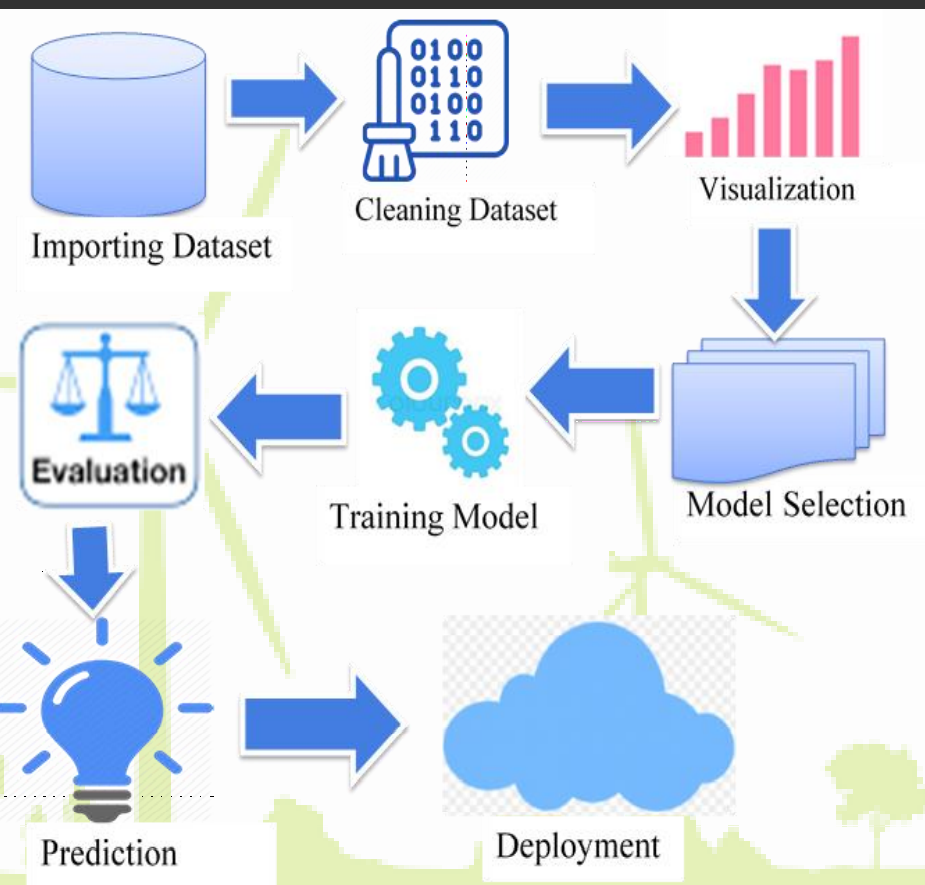 0100
0110
0100
110
Importing Dataset
Cleaning Dataset
Visualization
Evaluation
Training Model
Model Selection
Prediction
Deployment